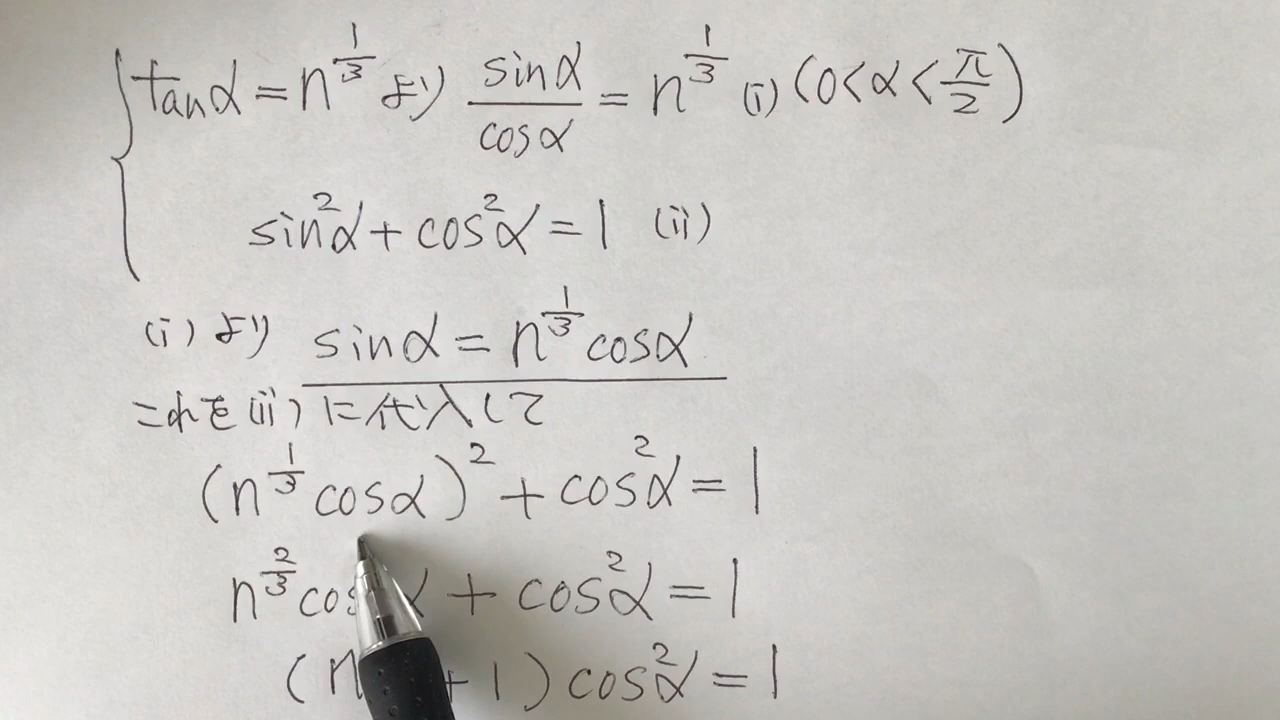 tanα = n^{1/3} より sinα/cosα = n^{1/3} (i) (0<α<π/2)
sin²α + cos²α = 1 (ii)
(i) より sinα = n^{1/3} cosα
これを(ii)に代入して
(n^{1/3} cosα)² + cos²α = 1
n^{2/3} cos α + cos²α = 1
(n +1) cos²α = 1